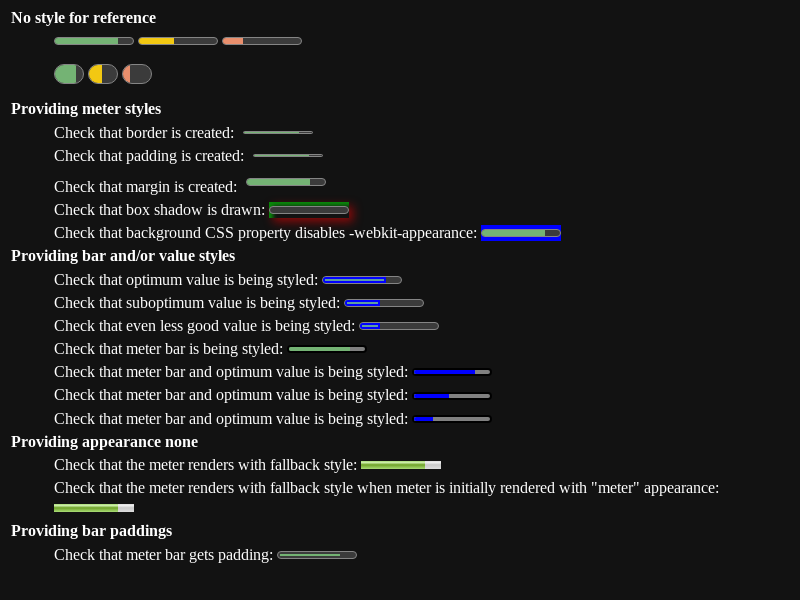 No style for reference
Providing meter styles
Check that border is created:
Check that padding is created:
Check that margin is created:
Check that box shadow is drawn:
Check that background CSS property disables -webkit-appearance:
Providing bar and/or value styles
Check that optimum value is being styled:
Check that suboptimum value is being styled:
Check that even less good value is being styled:
Check that meter bar is being styled:
Check that meter bar and optimum value is being styled:
Check that meter bar and optimum value is being styled:
Check that meter bar and optimum value is being styled:
Providing appearance none
Check that the meter renders with fallback style:
Check that the meter renders with fallback style when meter is initially rendered with "meter" appearance:
Providing bar paddings
Check that meter bar gets padding: